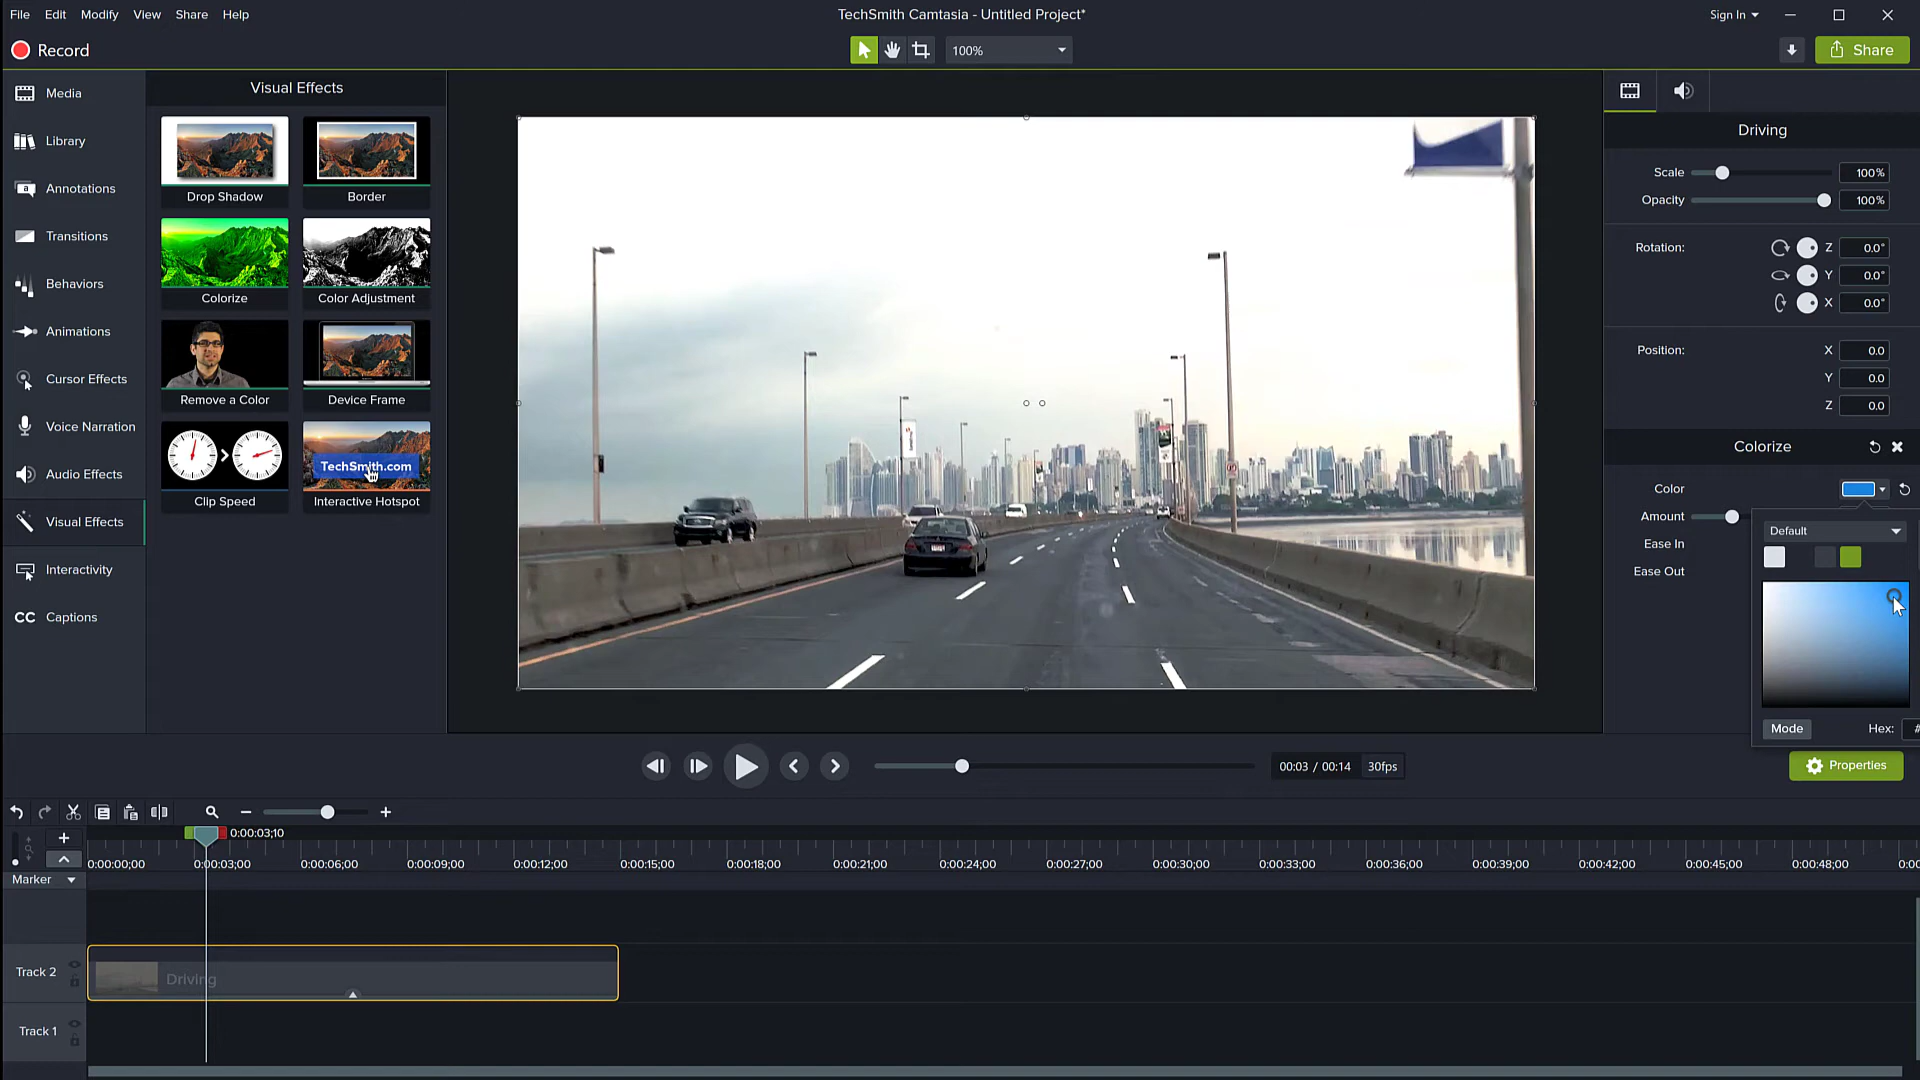 File Edit Modify View Share Help
TechSmith Camtasia - Untitled Project*
Sign In
Record
100%
Share
Media
Library
Annotations
Transitions
Behaviors
Animations
Cursor Effects
Voice Narration
Audio Effects
Visual Effects
Interactivity
CC Captions
Visual Effects
Drop Shadow
Border
Colorize
Color Adjustment
Remove a Color
Device Frame
Clip Speed
TechSmith.com
Interactive Hotspot
Driving
Scale 100%
Opacity 100%
Rotation: Z 0.0°
Y 0.0°
X 0.0°
Position: X 0.0
Y 0.0
Z 0.0
Colorize
Color
Amount
Ease In
Ease Out
Default
Mode Hex: #
Properties
00:03 / 00:14 30fps
0:00:03;10
0:00:00;00 0:00:03;00 0:00:06;00 0:00:09;00 0:00:12;00 0:00:15;00 0:00:18;00 0:00:21;00 0:00:24;00 0:00:27;00 0:00:30;00 0:00:33;00 0:00:36;00 0:00:39;00 0:00:42;00 0:00:45;00 0:00:48;00 0:00
Marker
Track 2
Driving
Track 1